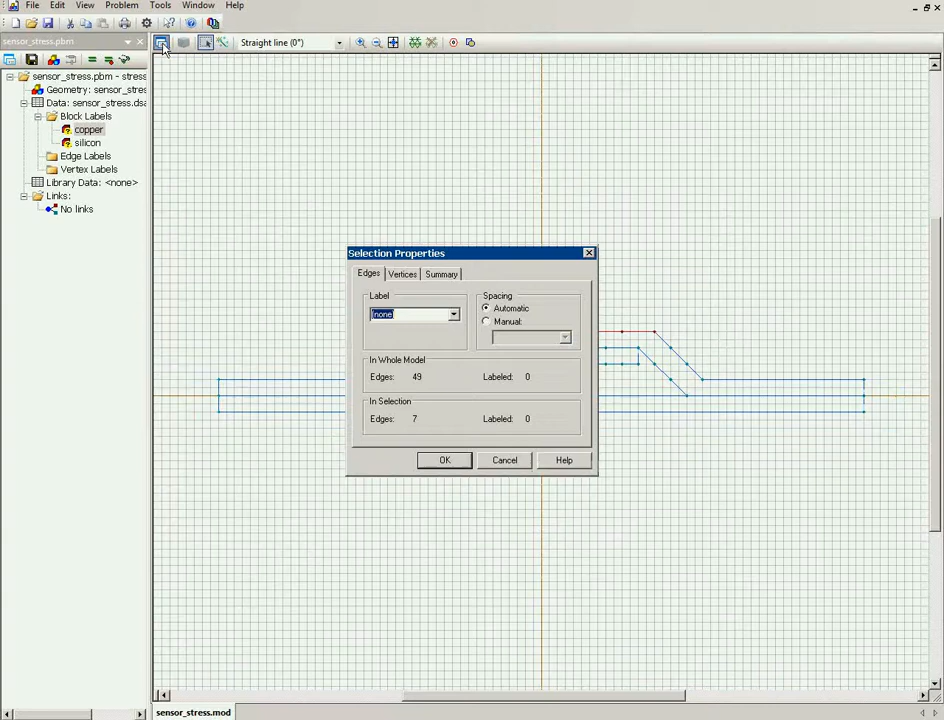 File Edit View Problem Tools Window Help
sensor_stress.pbm
Straight line (0°)
sensor_stress.pbm - stress
Geometry: sensor_stres
Data: sensor_stress.dsa
Block Labels
copper
silicon
Edge Labels
Vertex Labels
Library Data: <none>
Links:
No links
Selection Properties
Edges Vertices Summary
Label
[none]
Spacing
Automatic
Manual:
In Whole Model
Edges: 49 Labeled: 0
In Selection
Edges: 7 Labeled: 0
OK Cancel Help
sensor_stress.mod